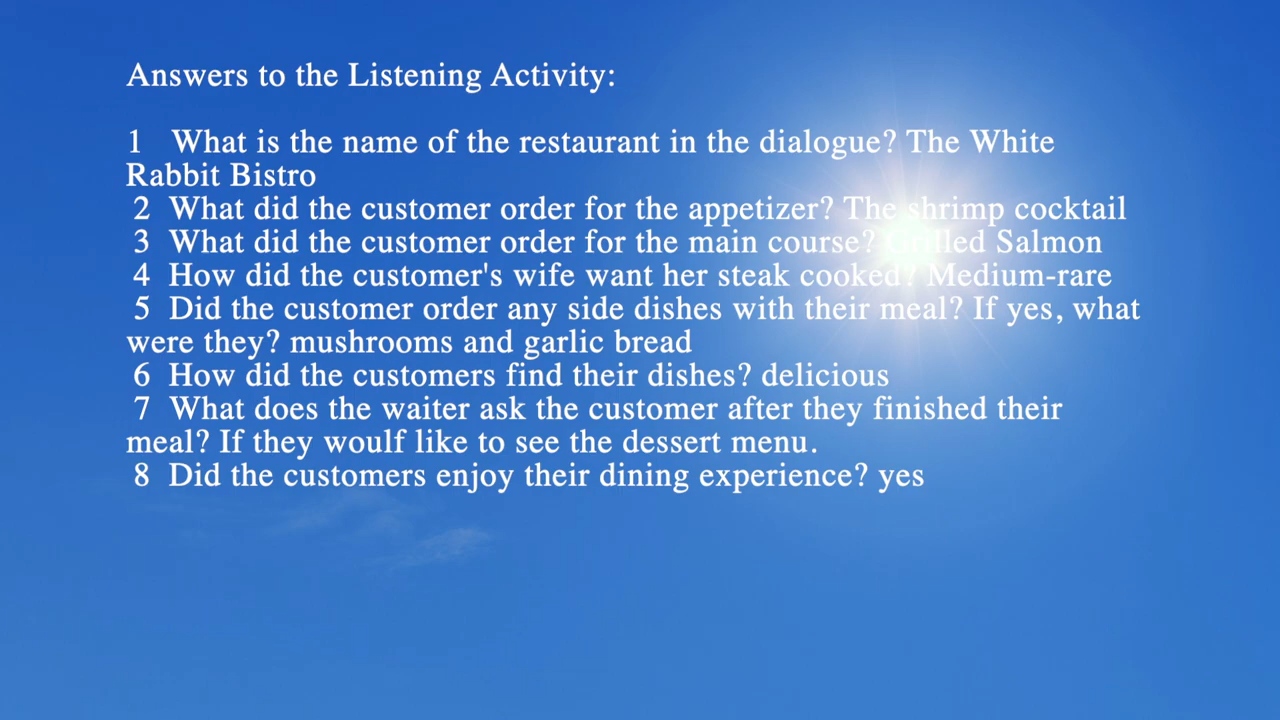 Answers to the Listening Activity:
1 What is the name of the restaurant in the dialogue? The White
Rabbit Bistro
2 What did the customer order for the appetizer? The shrimp cocktail
3 What did the customer order for the main course? Grilled Salmon
4 How did the customer's wife want her steak cooked? Medium-rare
5 Did the customer order any side dishes with their meal? If yes, what
were they? mushrooms and garlic bread
6 How did the customers find their dishes? delicious
7 What does the waiter ask the customer after they finished their
meal? If they woulf like to see the dessert menu.
8 Did the customers enjoy their dining experience? yes